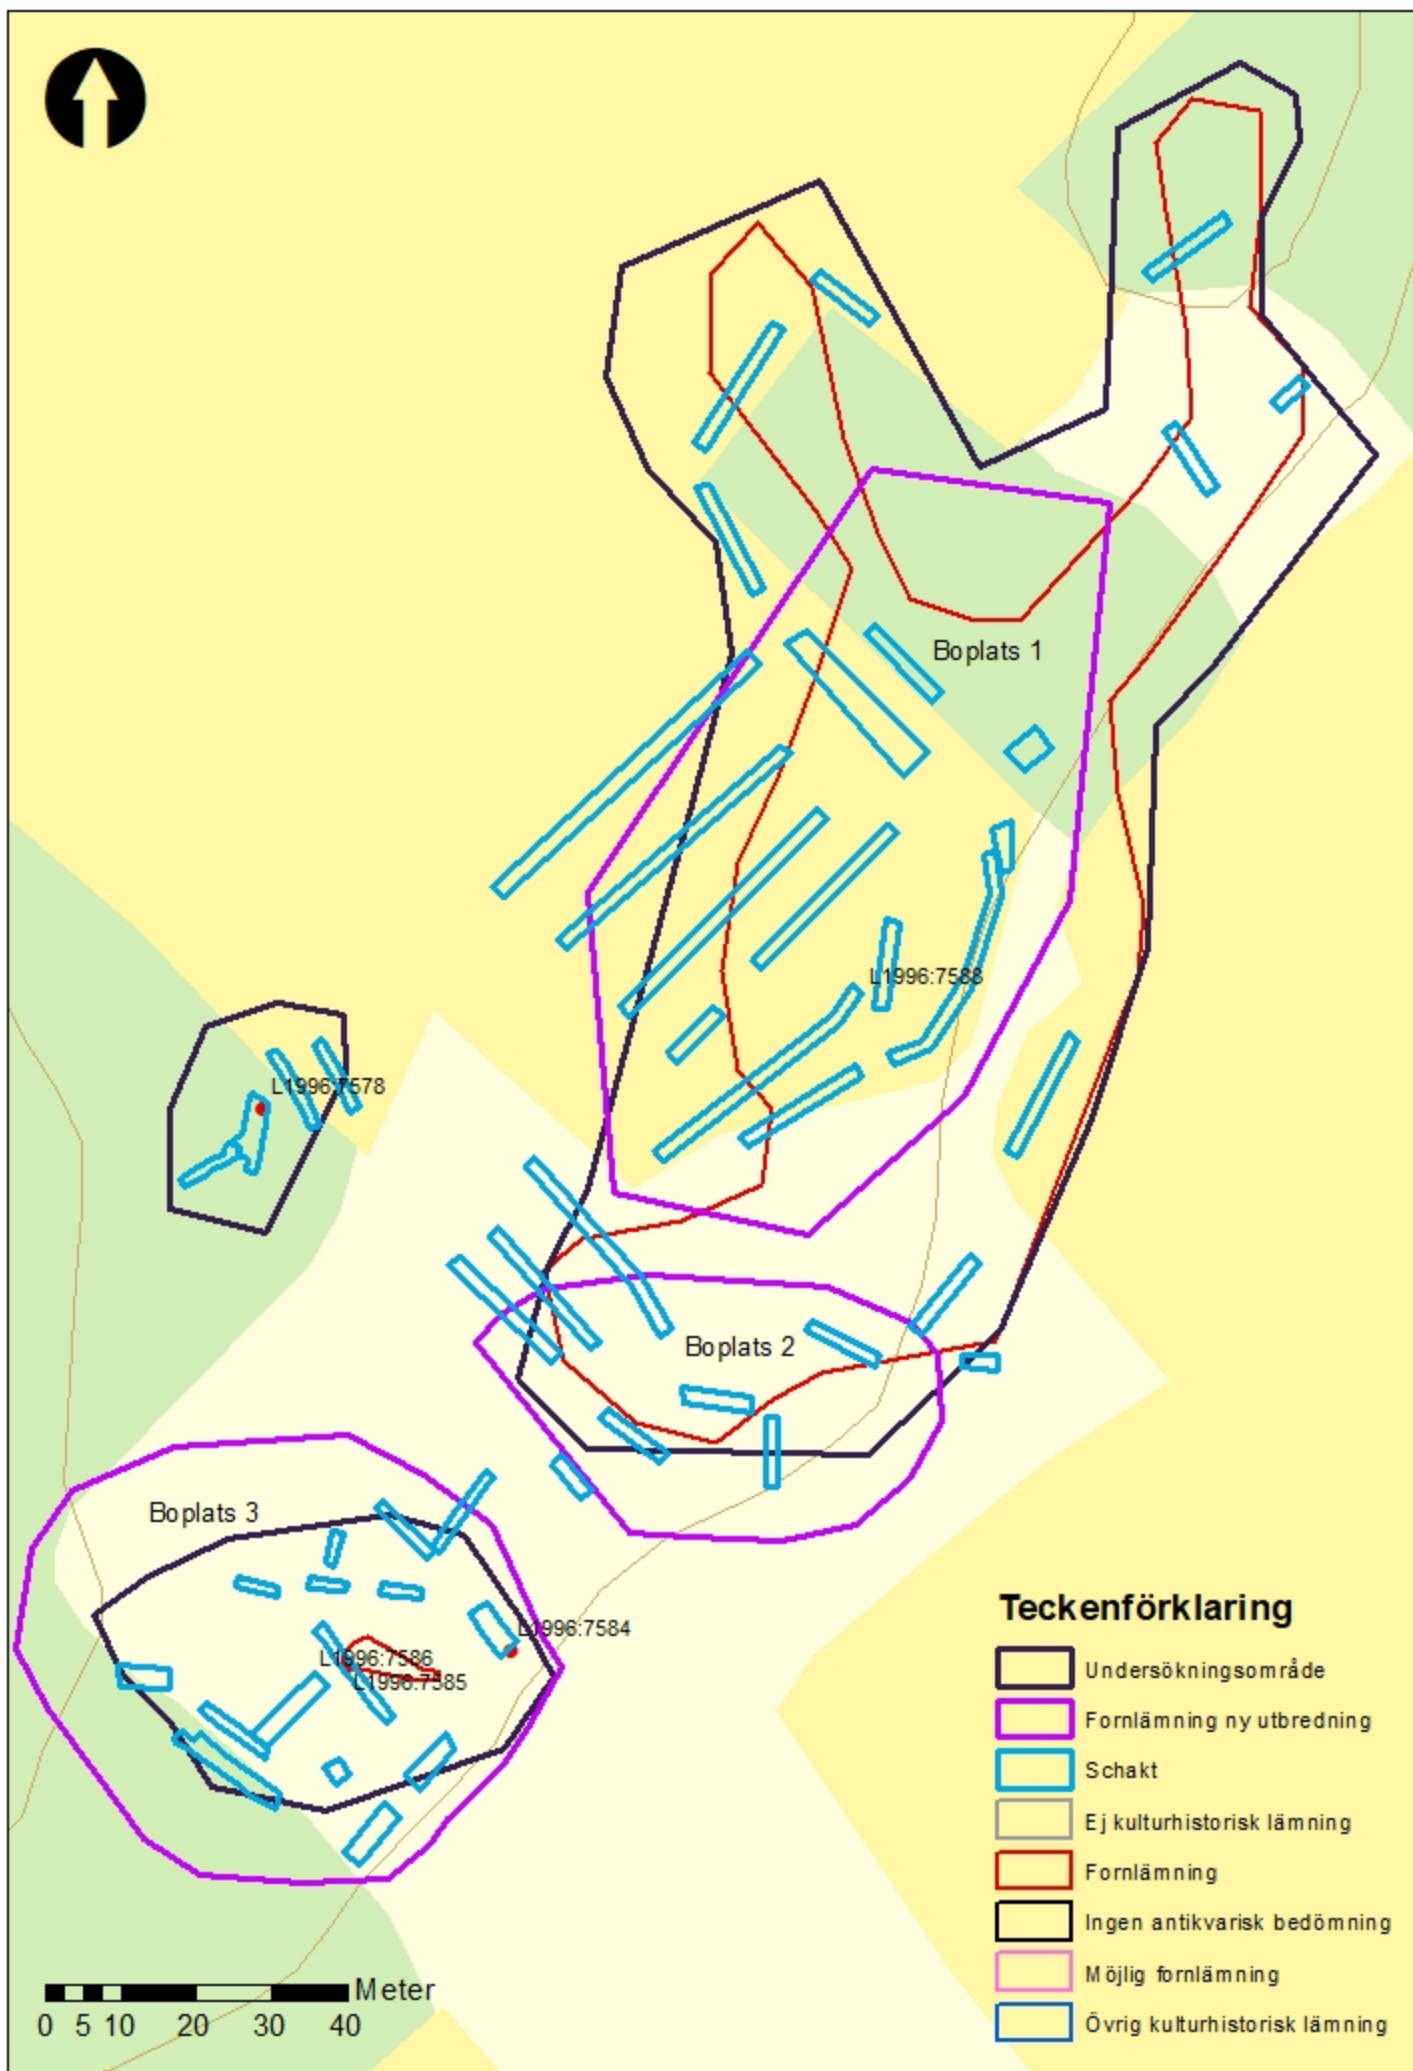 Boplats 1
L1996:7588
L1996:7578
Boplats 2
Boplats 3
L1996:7584
L1996:7586
L1996:7585
Teckenförklaring
Undersökningsområde
Fornlämning ny utbredning
Schakt
Ej kulturhistorisk lämning
Fornlämning
Ingen antikvarisk bedömning
Möjlig fornlämning
Övrig kulturhistorisk lämning
Meter
0 5 10 20 30 40